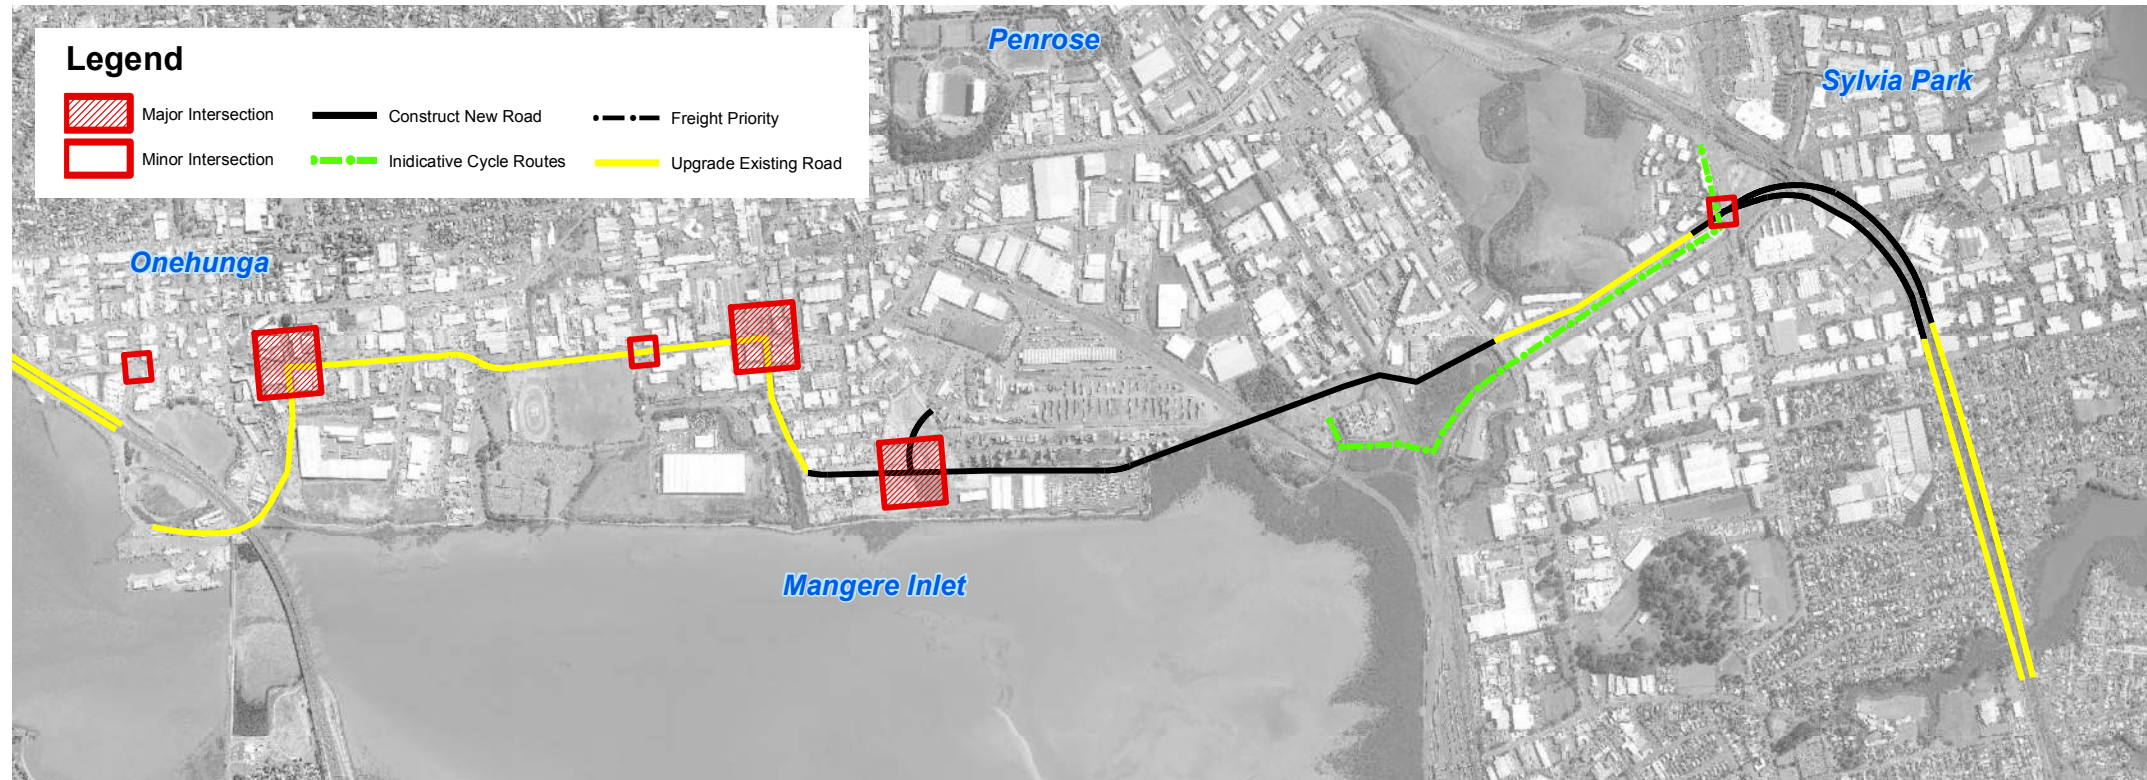 Legend
Major Intersection
Construct New Road
Freight Priority
Minor Intersection
Inidicative Cycle Routes
Upgrade Existing Road
Penrose
Sylvia Park
Onehunga
Mangere Inlet